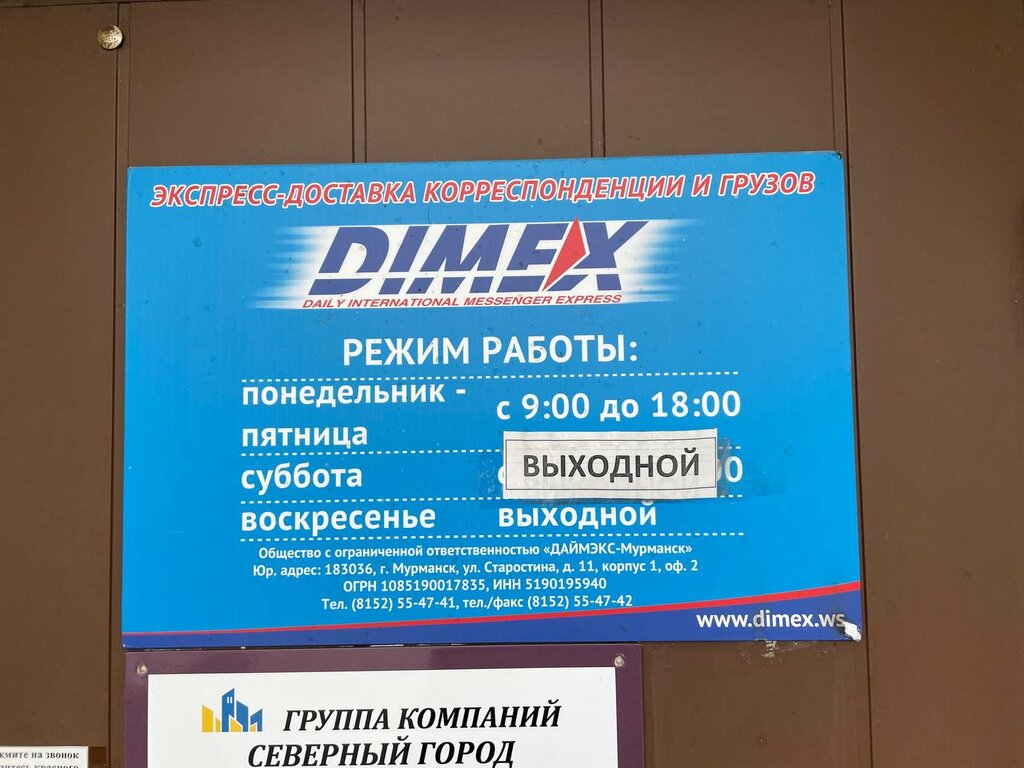 ЭКСПРЕСС-ДОСТАВКА КОРРЕСПОНДЕНЦИИ И ГРУЗОВ
DIMEX
DAILY INTERNATIONAL MESSENGER EXPRESS
РЕЖИМ РАБОТЫ:
понедельник -
пятница
с 9:00 до 18:00
суббота ВЫХОДНОЙ
воскресенье выходной
Общество с ограниченной ответственностью «ДАЙМЭКС-Мурманск»
Юр. адрес: 183036, г. Мурманск, ул. Старостина, д. 11, корпус 1, оф. 2
ОГРН 1085190017835, ИНН 5190195940
Тел. (8152) 55-47-41, тел./факс (8152) 55-47-42
www.dimex.ws
ГРУППА КОМПАНИЙ
СЕВЕРНЫЙ ГОРОД
на звонок